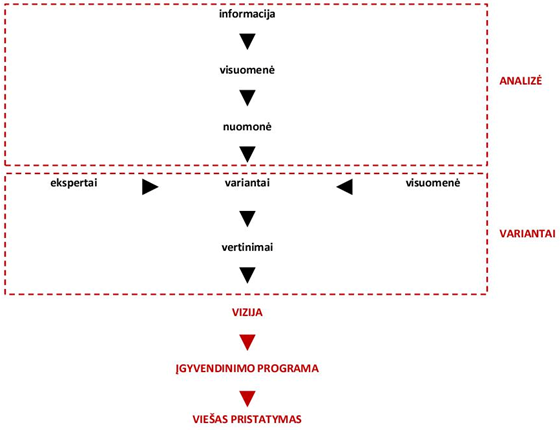 informacija
visuomenė
ANALIZĖ
nuomonė
ekspertai variantai visuomenė
VARIANTAI
vertinimai
VIZIJA
ĮGYVENDINIMO PROGRAMA
VIEŠAS PRISTATYMAS